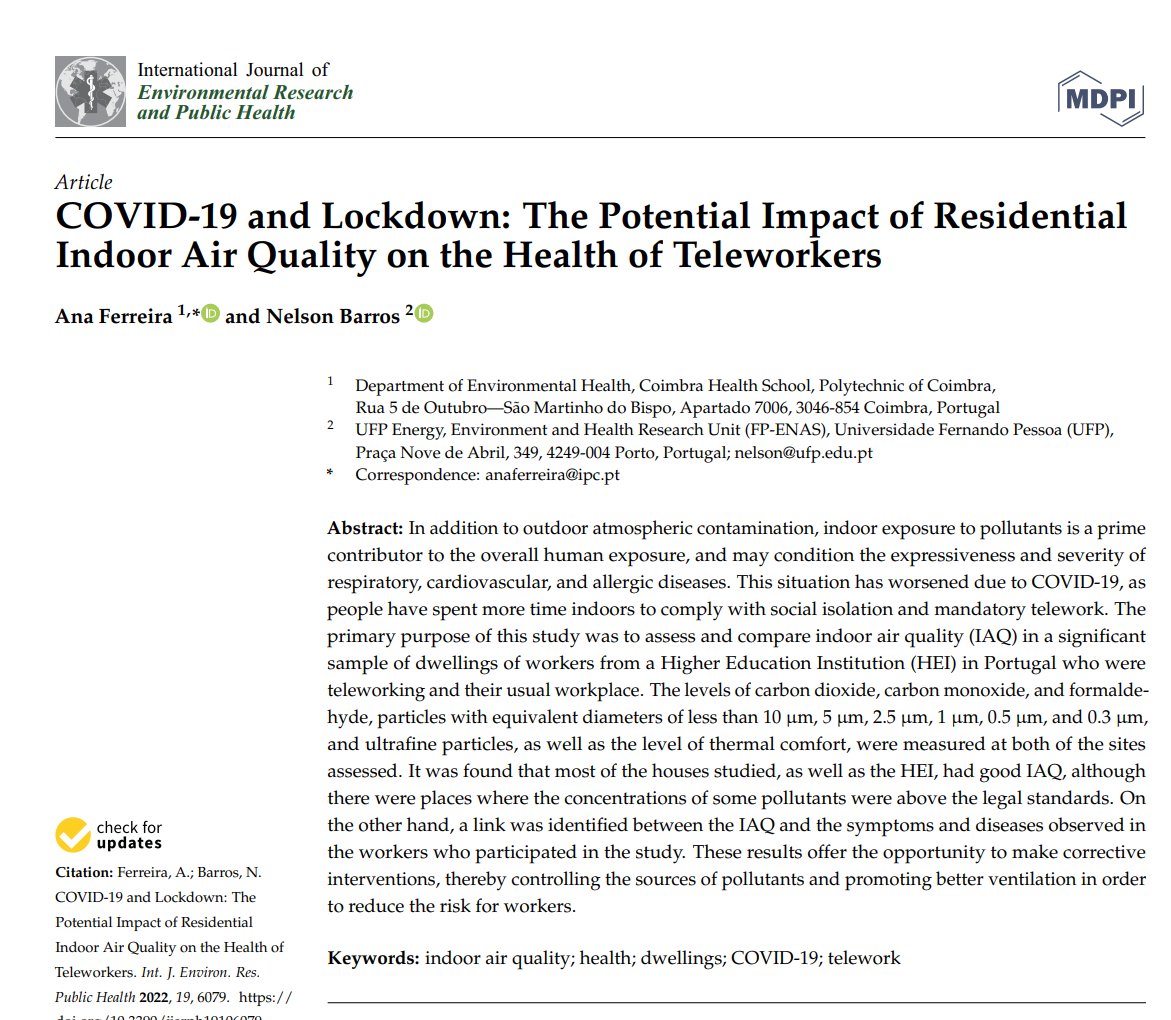 International Journal of
Environmental Research
and Public Health
MDPI
Article
COVID-19 and Lockdown: The Potential Impact of Residential
Indoor Air Quality on the Health of Teleworkers
Ana Ferreira 1,* iD and Nelson Barros 2 iD
1 Department of Environmental Health, Coimbra Health School, Polytechnic of Coimbra,
Rua 5 de Outubro—São Martinho do Bispo, Apartado 7006, 3046-854 Coimbra, Portugal
2 UFP Energy, Environment and Health Research Unit (FP-ENAS), Universidade Fernando Pessoa (UFP),
Praça Nove de Abril, 349, 4249-004 Porto, Portugal; nelson@ufp.edu.pt
* Correspondence: anaferreira@ipc.pt
Abstract: In addition to outdoor atmospheric contamination, indoor exposure to pollutants is a prime
contributor to the overall human exposure, and may condition the expressiveness and severity of
respiratory, cardiovascular, and allergic diseases. This situation has worsened due to COVID-19, as
people have spent more time indoors to comply with social isolation and mandatory telework. The
primary purpose of this study was to assess and compare indoor air quality (IAQ) in a significant
sample of dwellings of workers from a Higher Education Institution (HEI) in Portugal who were
teleworking and their usual workplace. The levels of carbon dioxide, carbon monoxide, and formalde-
hyde, particles with equivalent diameters of less than 10 µm, 5 µm, 2.5 µm, 1 µm, 0.5 µm, and 0.3 µm,
and ultrafine particles, as well as the level of thermal comfort, were measured at both of the sites
assessed. It was found that most of the houses studied, as well as the HEI, had good IAQ, although
there were places where the concentrations of some pollutants were above the legal standards. On
the other hand, a link was identified between the IAQ and the symptoms and diseases observed in
the workers who participated in the study. These results offer the opportunity to make corrective
interventions, thereby controlling the sources of pollutants and promoting better ventilation in order
to reduce the risk for workers.
Keywords: indoor air quality; health; dwellings; COVID-19; telework
check for
updates
Citation: Ferreira, A.; Barros, N.
COVID-19 and Lockdown: The
Potential Impact of Residential
Indoor Air Quality on the Health of
Teleworkers. Int. J. Environ. Res.
Public Health 2022, 19, 6079. https://